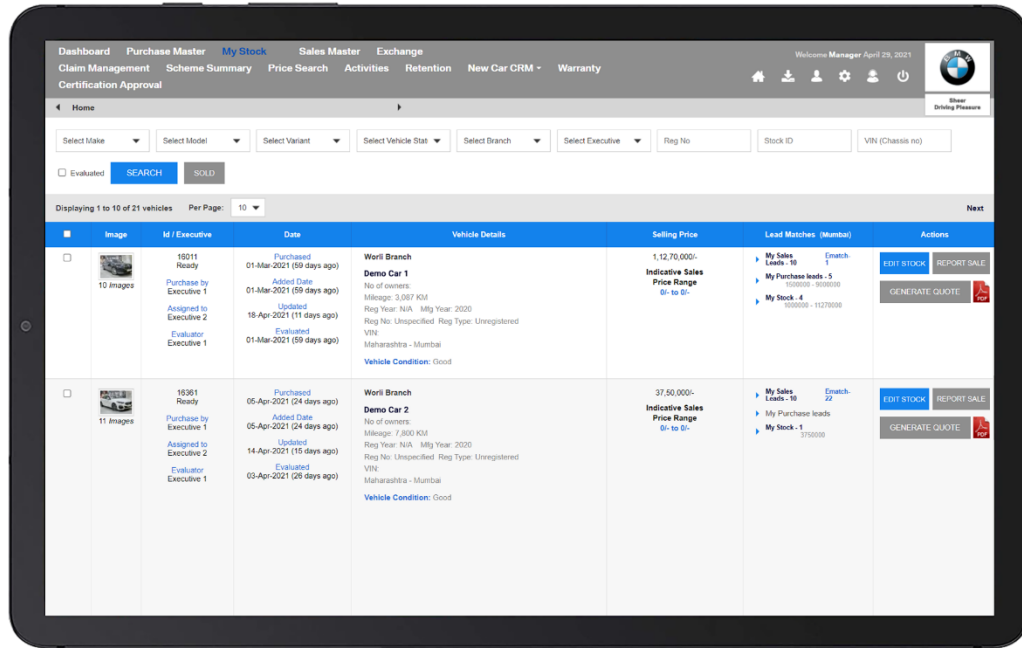 Dashboard Purchase Master My Stock Sales Master Exchange
Claim Management Scheme Summary Price Search Activities Retention New Car CRM Warranty
Certification Approval
Welcome Manager April 29, 2021
BMW
Sheer
Driving Pleasure
Home
Select Make Select Model Select Variant Select Vehicle Stat Select Branch Select Executive Reg No Stock ID VIN (Chassis no)
Evaluated SEARCH SOLD
Displaying 1 to 10 of 21 vehicles Per Page: 10 Next
Image Id / Executive Date Vehicle Details Selling Price Lead Matches (Mumbai) Actions
10 Images
16011
Ready
Purchase by
Executive 1
Assigned to
Executive 2
Evaluator
Executive 1
Purchased
01-Mar-2021 (59 days ago)
Added Date
01-Mar-2021 (59 days ago)
Updated
18-Apr-2021 (11 days ago)
Evaluated
01-Mar-2021 (59 days ago)
Worli Branch
Demo Car 1
No of owners:
Mileage: 3,087 KM
Reg Year: N/A Mfg Year: 2020
Reg No: Unspecified Reg Type: Unregistered
VIN:
Maharashtra - Mumbai
Vehicle Condition: Good
1,12,70,000/-
Indicative Sales
Price Range
0/- to 0/-
My Sales Ematch-
Leads - 10 1
My Purchase leads - 5
1500000 - 9000000
My Stock - 4
1000000 - 11270000
EDIT STOCK REPORT SALE
GENERATE QUOTE PDF
11 Images
16361
Ready
Purchase by
Executive 1
Assigned to
Executive 2
Evaluator
Executive 1
Purchased
05-Apr-2021 (24 days ago)
Added Date
05-Apr-2021 (24 days ago)
Updated
14-Apr-2021 (15 days ago)
Evaluated
03-Apr-2021 (26 days ago)
Worli Branch
Demo Car 2
No of owners:
Mileage: 7,800 KM
Reg Year: N/A Mfg Year: 2020
Reg No: Unspecified Reg Type: Unregistered
VIN:
Maharashtra - Mumbai
Vehicle Condition: Good
37,50,000/-
Indicative Sales
Price Range
0/- to 0/-
My Sales Ematch-
Leads - 10 22
My Purchase leads
My Stock - 1
3750000
EDIT STOCK REPORT SALE
GENERATE QUOTE PDF